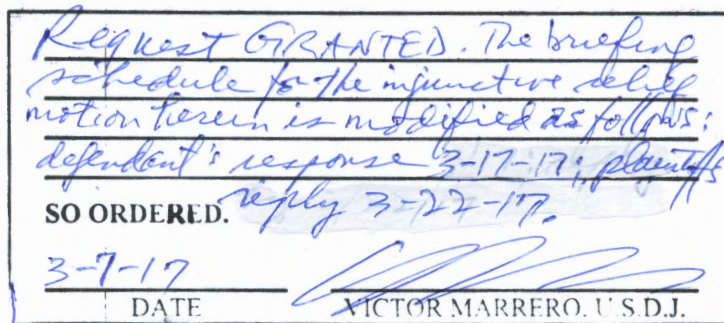 Request GRANTED. The briefing
schedule for the injunctive relief
motion herein is modified as follows:
defendant's response 3-17-17; plaintiffs
reply 3-22-17.
SO ORDERED.
3-7-17
DATE
VICTOR MARRERO, U.S.D.J.